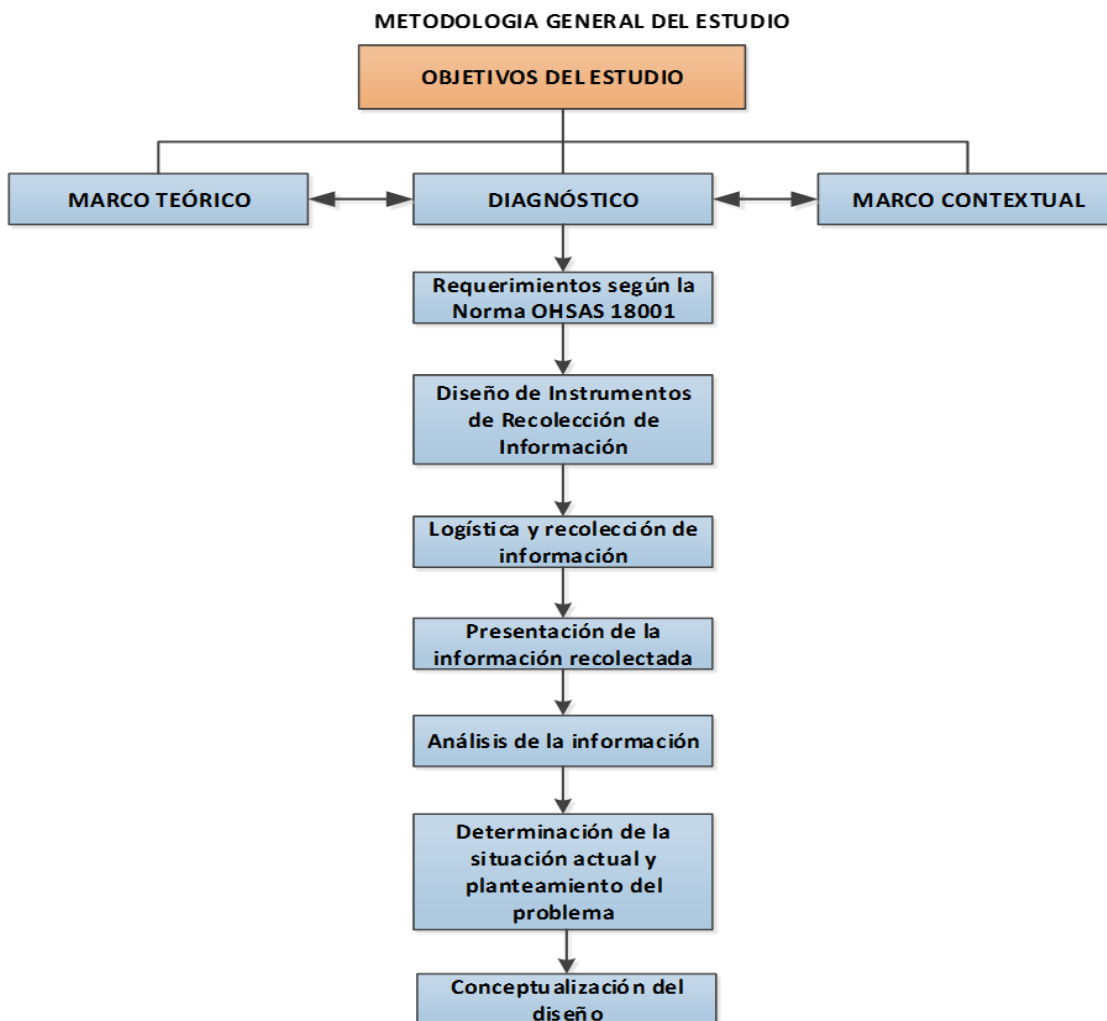 METODOLOGIA GENERAL DEL ESTUDIO
OBJETIVOS DEL ESTUDIO
MARCO TEÓRICO
DIAGNÓSTICO
MARCO CONTEXTUAL
Requerimientos según la
Norma OHSAS 18001
Diseño de Instrumentos
de Recolección de
Información
Logística y recolección de
información
Presentación de la
información recolectada
Análisis de la información
Determinación de la
situación actual y
planteamiento del
problema
Conceptualización del
diseño